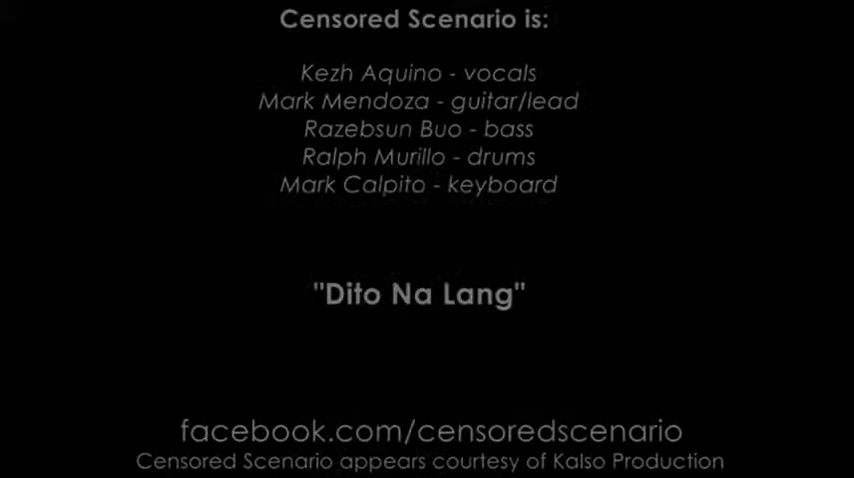 Censored Scenario is:
Kezh Aquino - vocals
Mark Mendoza - guitar/lead
Razebsun Buo - bass
Ralph Murillo - drums
Mark Calpito - keyboard
"Dito Na Lang"
facebook.com/censoredscenario
Censored Scenario appears courtesy of Kalso Production